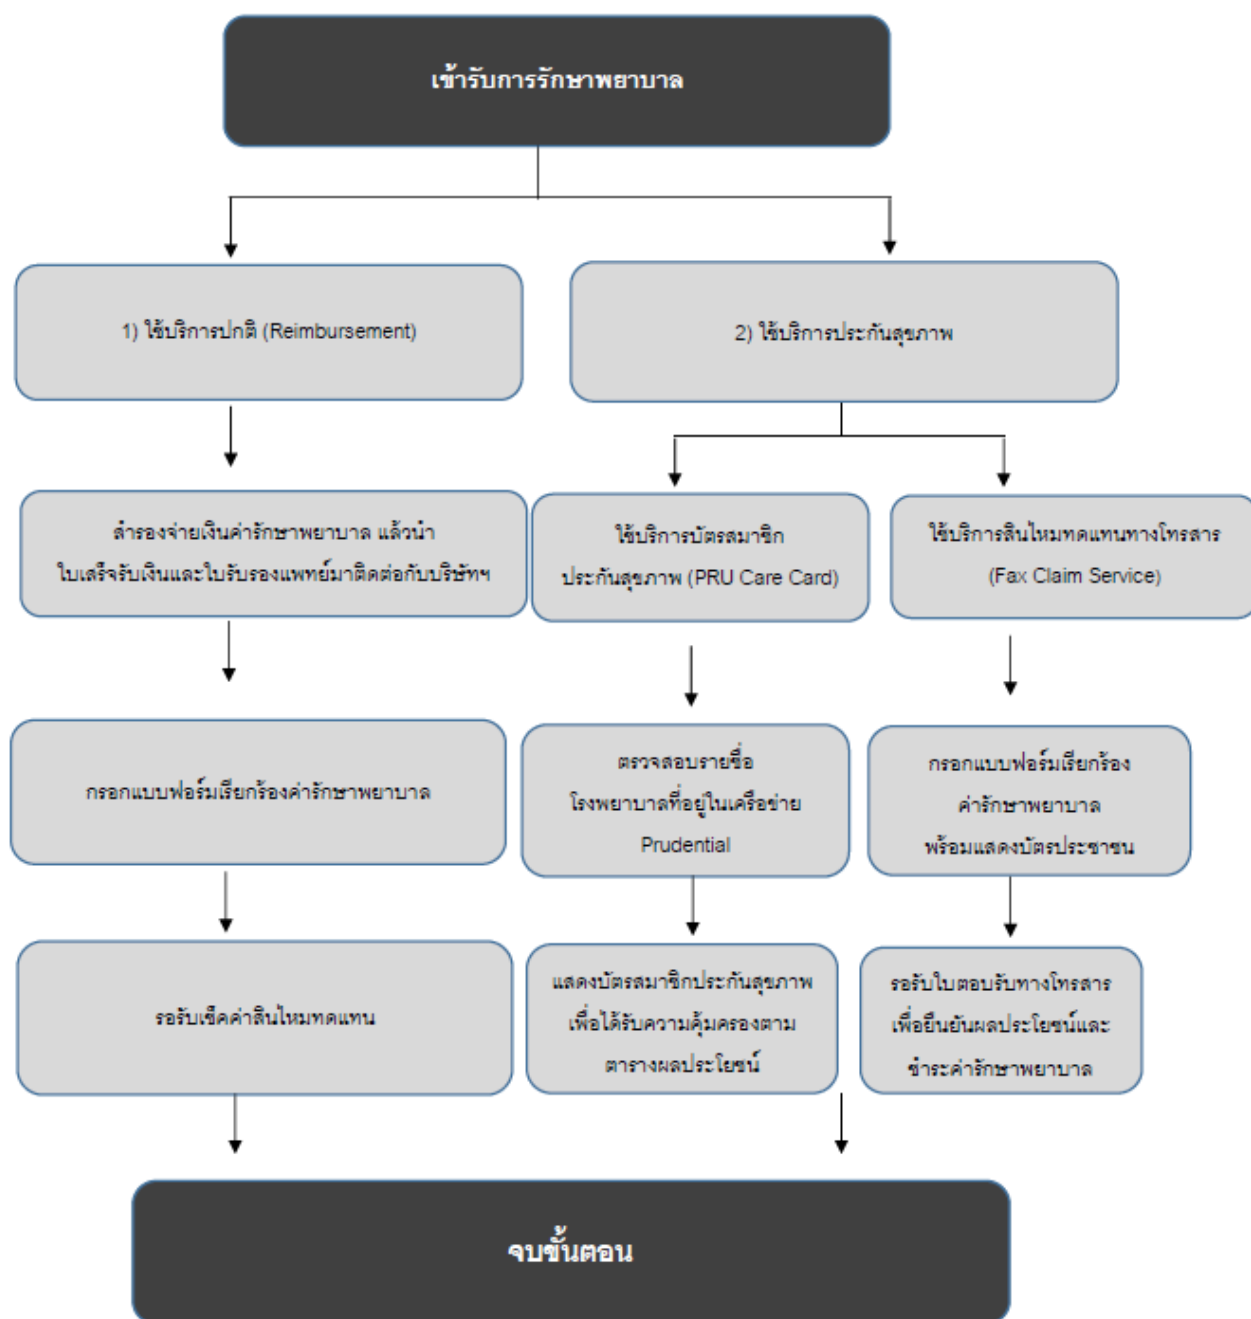 เข้ารับการรักษาพยาบาล
1) ใช้บริการปกติ (Reimbursement)
2) ใช้บริการประกันสุขภาพ
สำรองจ่ายเงินค่ารักษาพยาบาล แล้วนำ
ใบเสร็จรับเงินและใบรับรองแพทย์มาติดต่อกับบริษัทฯ
ใช้บริการบัตรสมาชิก
ประกันสุขภาพ (PRU Care Card)
ใช้บริการสินไหมทดแทนทางโทรสาร
(Fax Claim Service)
กรอกแบบฟอร์มเรียกร้องค่ารักษาพยาบาล
ตรวจสอบรายชื่อ
โรงพยาบาลที่อยู่ในเครือข่าย
Prudential
กรอกแบบฟอร์มเรียกร้อง
ค่ารักษาพยาบาล
พร้อมแสดงบัตรประชาชน
รอรับเช็คค่าสินไหมทดแทน
แสดงบัตรสมาชิกประกันสุขภาพ
เพื่อได้รับความคุ้มครองตาม
ตารางผลประโยชน์
รอรับใบตอบรับทางโทรสาร
เพื่อยืนยันผลประโยชน์และ
ชำระค่ารักษาพยาบาล
จบขั้นตอน